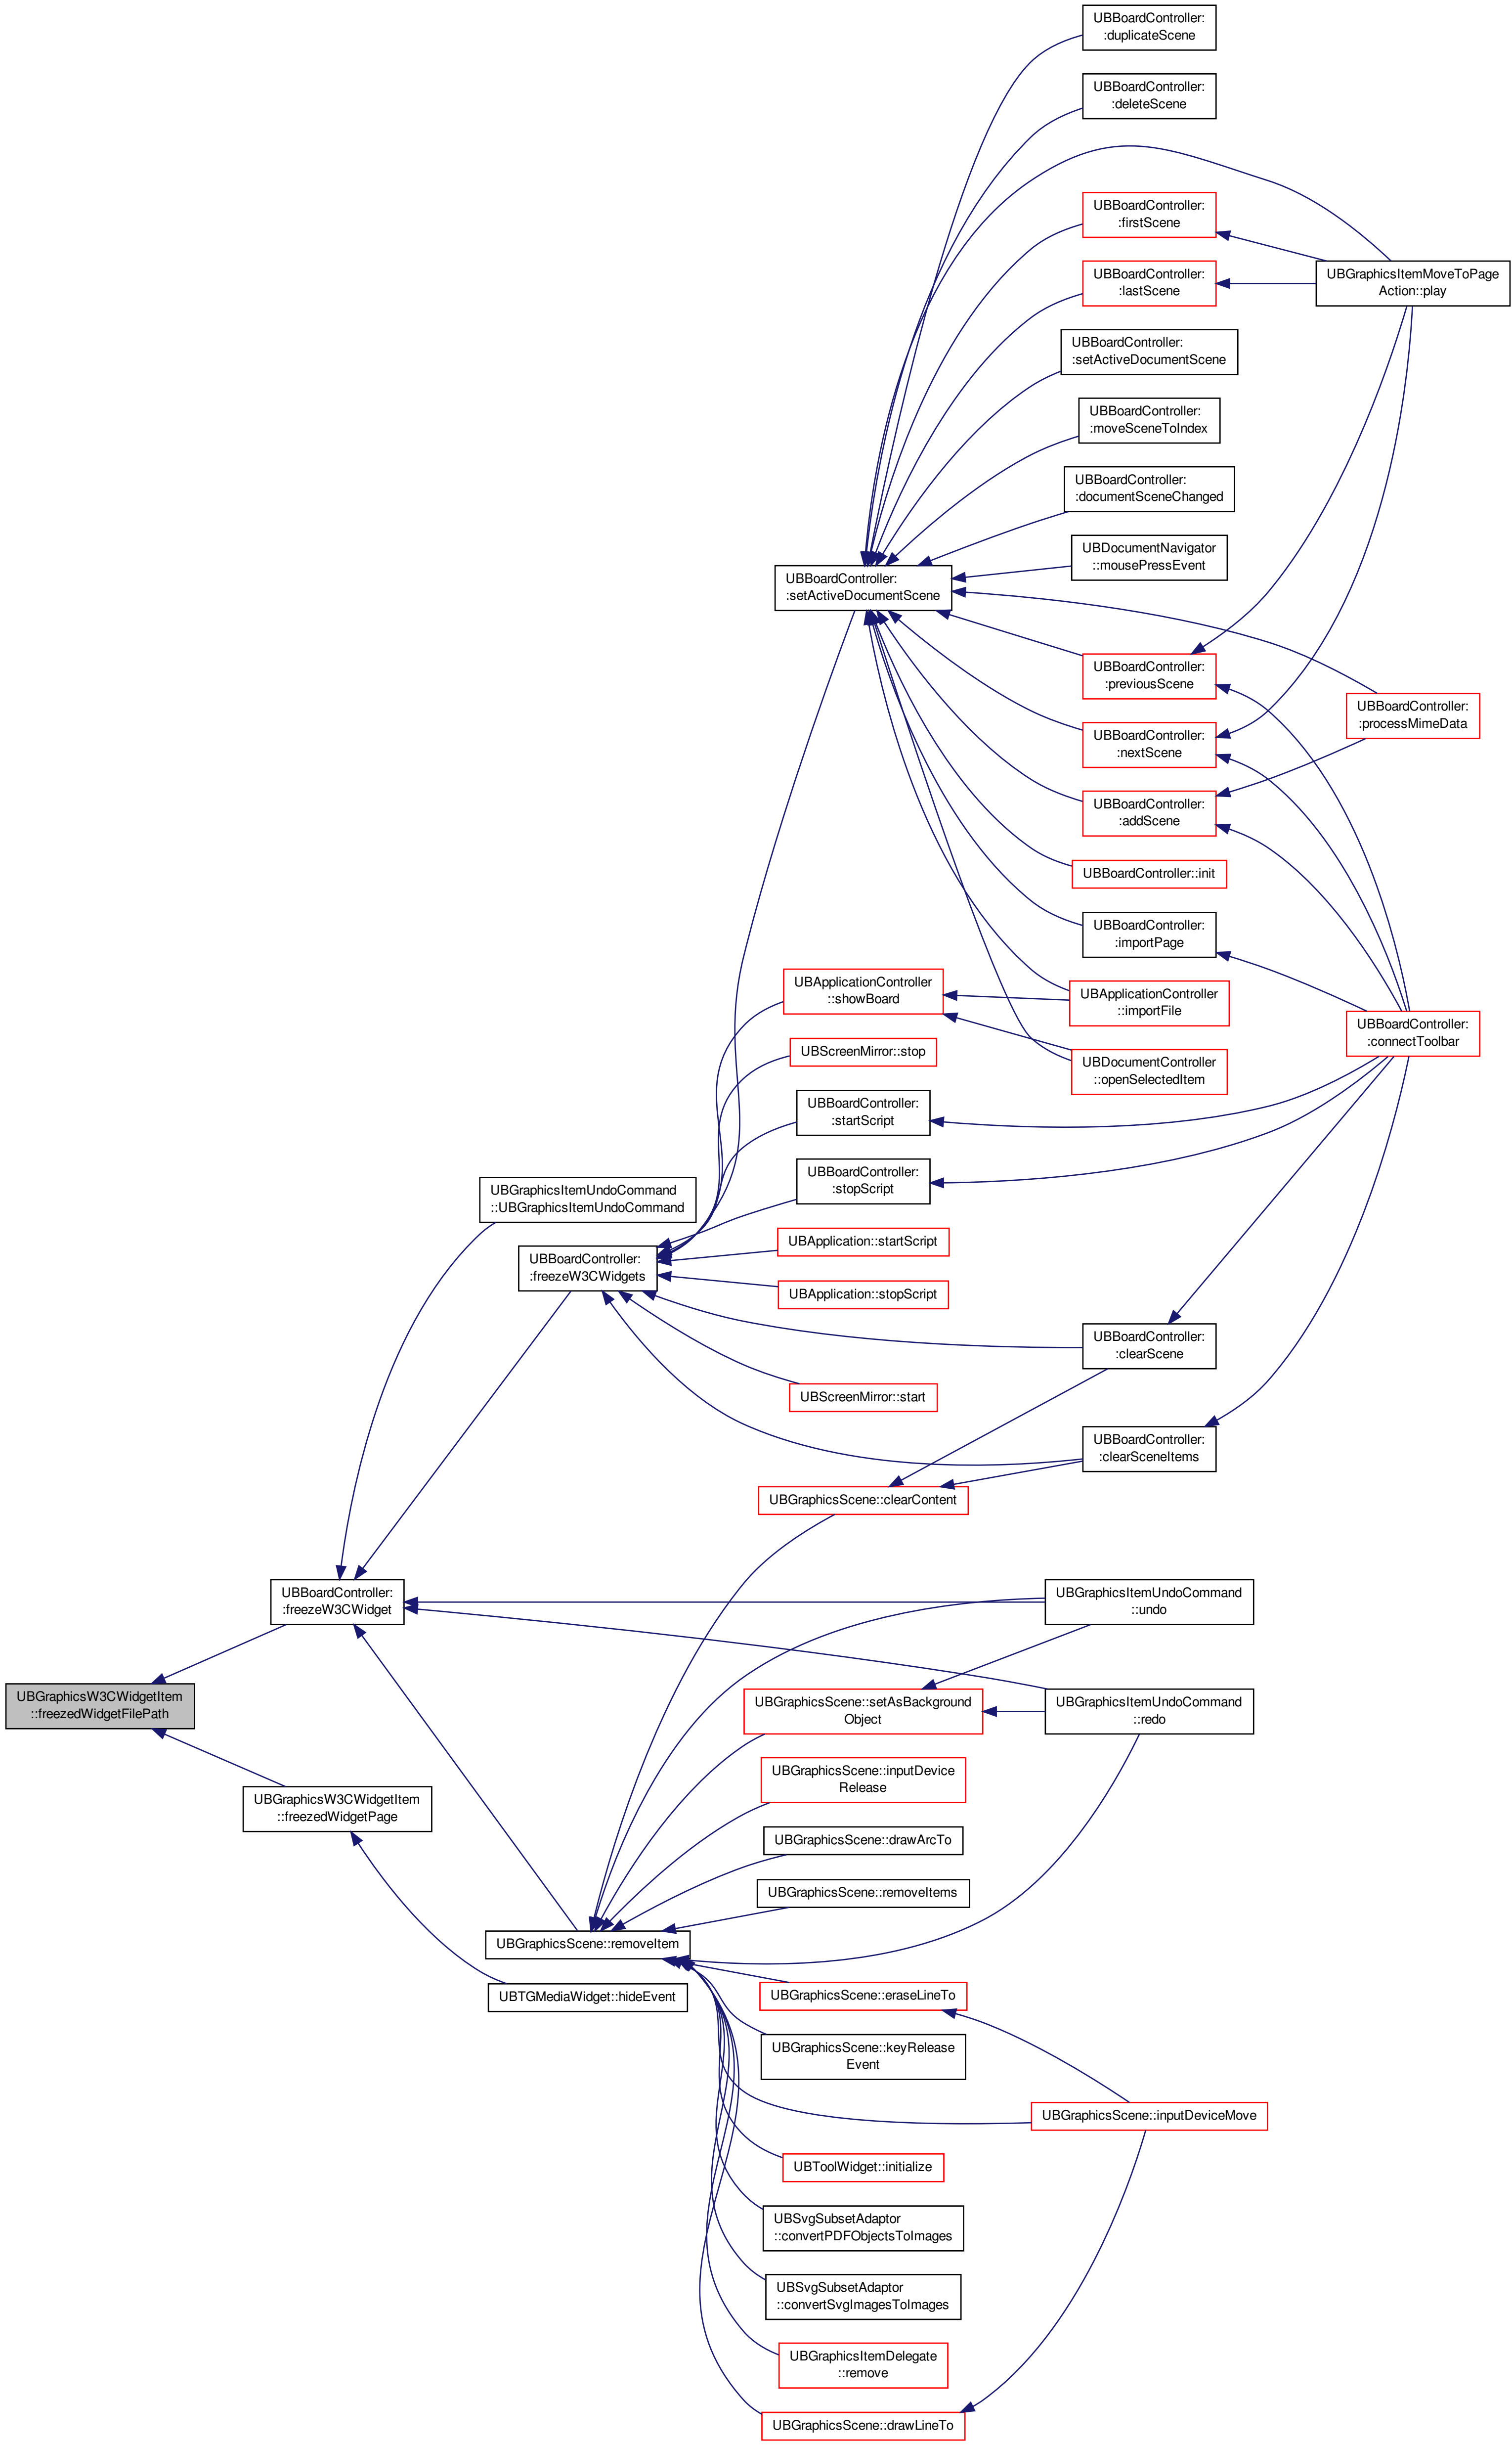 UBBoardController:
:duplicateScene
UBBoardController:
:deleteScene
UBBoardController:
:firstScene
UBBoardController:
:lastScene
UBGraphicsItemMoveToPage
Action::play
UBBoardController:
:setActiveDocumentScene
UBBoardController:
:moveSceneToIndex
UBBoardController:
:documentSceneChanged
UBDocumentNavigator
::mousePressEvent
UBBoardController:
:setActiveDocumentScene
UBBoardController:
:previousScene
UBBoardController:
:processMimeData
UBBoardController:
:nextScene
UBBoardController:
:addScene
UBBoardController::init
UBBoardController:
:importPage
UBApplicationController
::showBoard
UBApplicationController
::importFile
UBBoardController:
:connectToolbar
UBScreenMirror::stop
UBDocumentController
::openSelectedItem
UBBoardController:
:startScript
UBBoardController:
:stopScript
UBGraphicsItemUndoCommand
::UBGraphicsItemUndoCommand
UBBoardController:
:freezeW3CWidgets
UBApplication::startScript
UBApplication::stopScript
UBBoardController:
:clearScene
UBScreenMirror::start
UBBoardController:
:clearSceneItems
UBGraphicsScene::clearContent
UBBoardController:
:freezeW3CWidget
UBGraphicsItemUndoCommand
::undo
UBGraphicsW3CWidgetItem
::freezedWidgetFilePath
UBGraphicsScene::setAsBackground
Object
UBGraphicsItemUndoCommand
::redo
UBGraphicsScene::inputDevice
Release
UBGraphicsW3CWidgetItem
::freezedWidgetPage
UBGraphicsScene::drawArcTo
UBGraphicsScene::removeItems
UBGraphicsScene::removeItem
UBTGMediaWidget::hideEvent
UBGraphicsScene::eraseLineTo
UBGraphicsScene::keyRelease
Event
UBGraphicsScene::inputDeviceMove
UBToolWidget::initialize
UBSvgSubsetAdaptor
::convertPDFObjectsToImages
UBSvgSubsetAdaptor
::convertSvgImagesToImages
UBGraphicsItemDelegate
::remove
UBGraphicsScene::drawLineTo